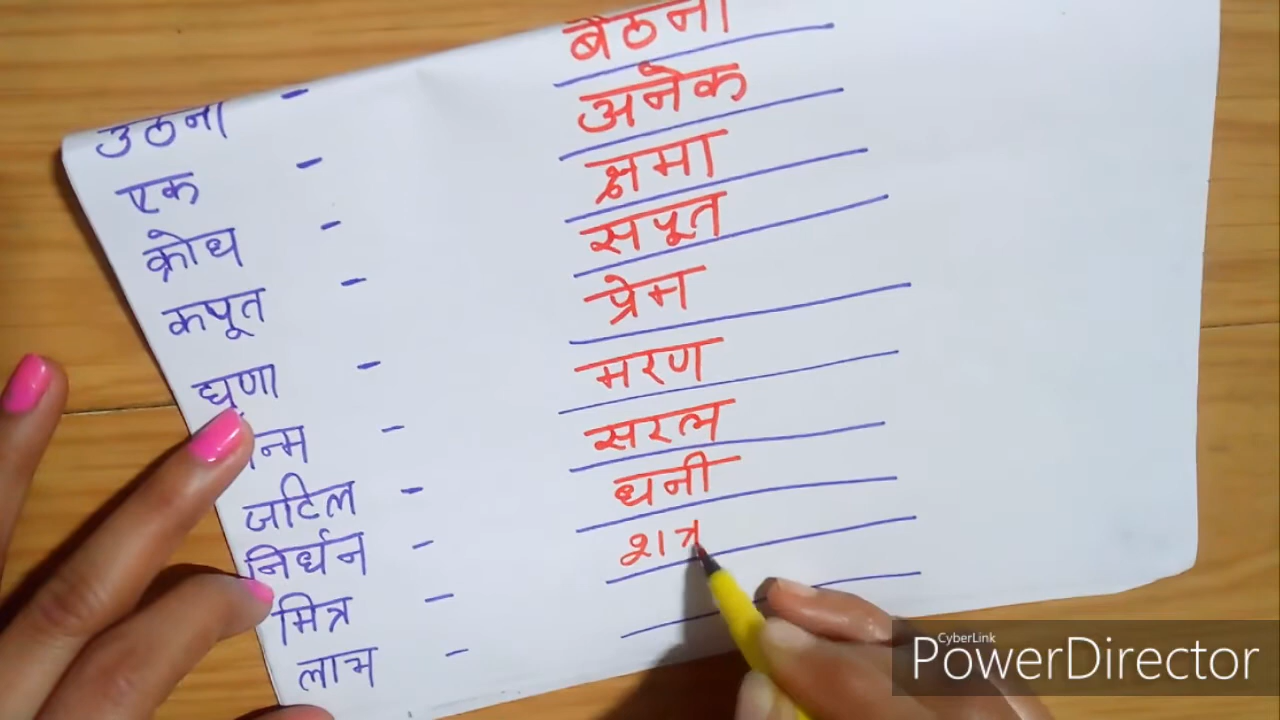 उठना - बैठना
एक - अनेक
क्रोध - क्षमा
कपूत - सपूत
घृणा - प्रेम
न्म - मरण
जटिल - सरल
निर्धन - धनी
मित्र - शत्र
लाभ -
CyberLink
PowerDirector